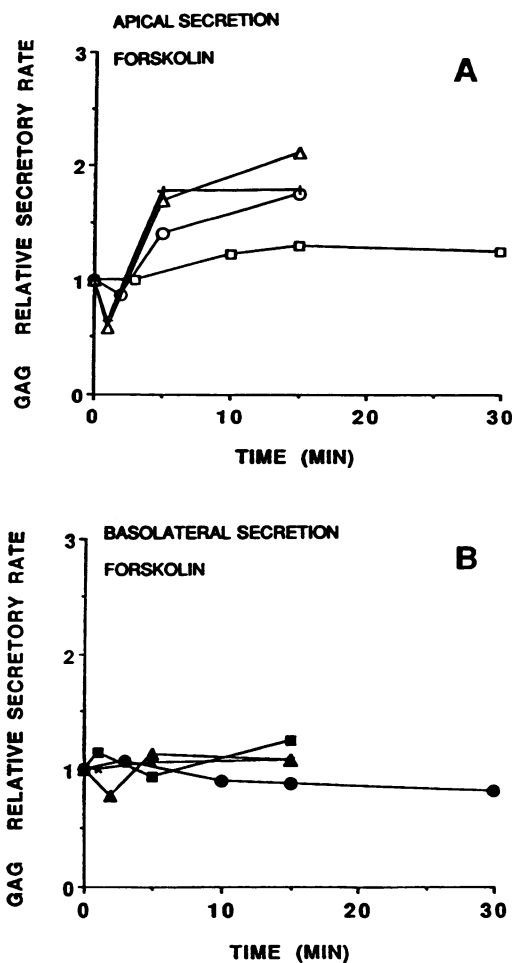 APICAL SECRETION
FORSKOLIN
A
3
2
1
0
GAG RELATIVE SECRETORY RATE
0 10 20 30
TIME (MIN)
BASOLATERAL SECRETION
FORSKOLIN
B
3
2
1
0
GAG RELATIVE SECRETORY RATE
0 10 20 30
TIME (MIN)